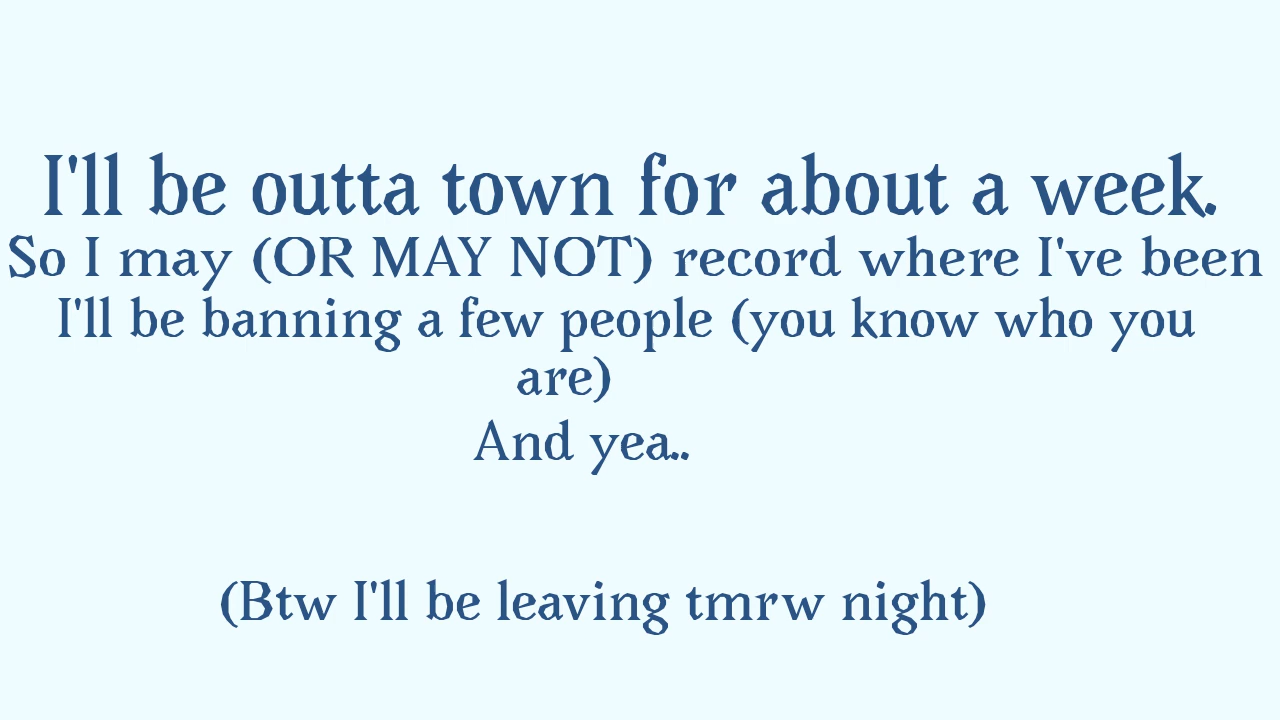 I'll be outta town for about a week.
So I may (OR MAY NOT) record where I've been
I'll be banning a few people (you know who you
are)
And yea..
(Btw I'll be leaving tmrw night)